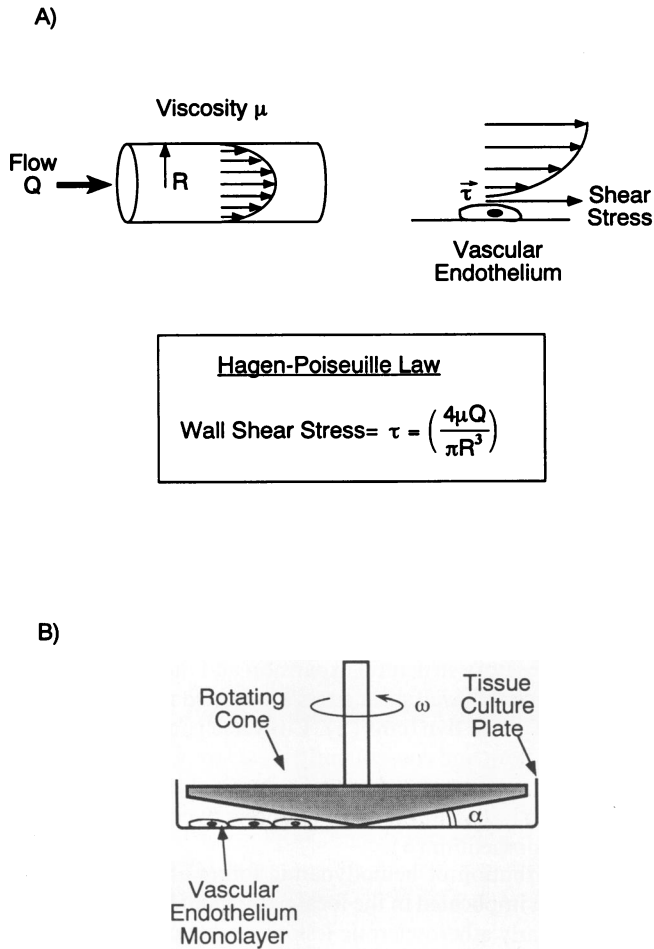 A)
Viscosity μ
Flow
Q
R
τ
Shear
Stress
Vascular
Endothelium
Hagen-Poiseuille Law
Wall Shear Stress= τ = (4μQ / πR³)
B)
Rotating
Cone
ω
Tissue
Culture
Plate
α
Vascular
Endothelium
Monolayer